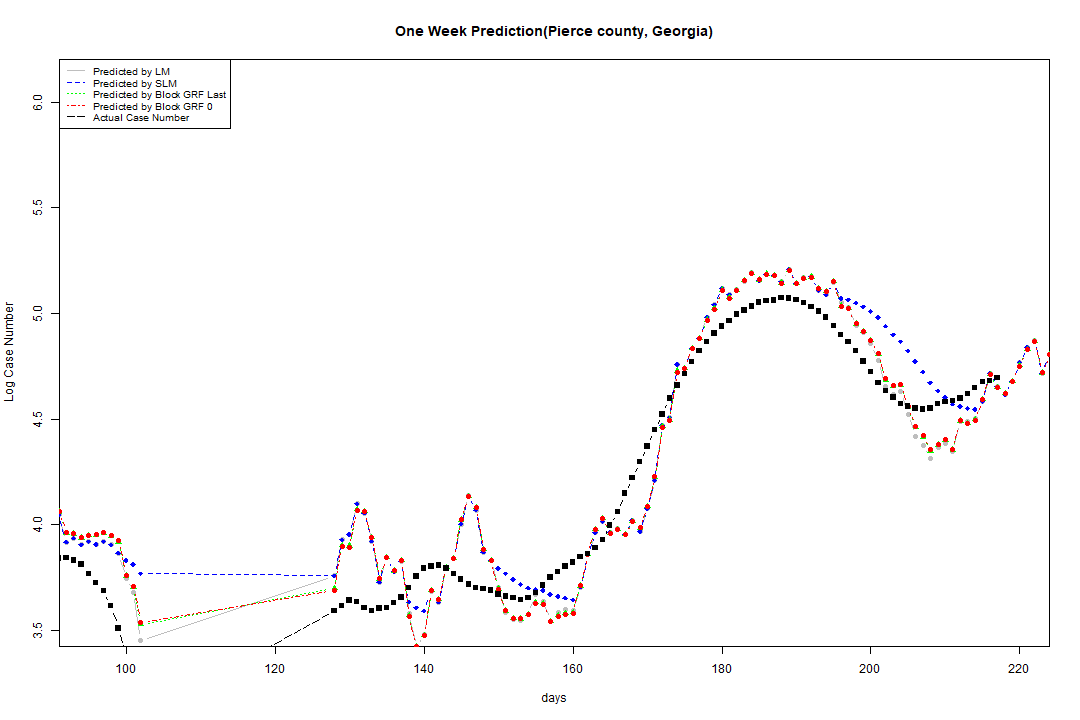 One Week Prediction(Pierce county, Georgia)
Predicted by LM
Predicted by SLM
Predicted by Block GRF Last
Predicted by Block GRF 0
Actual Case Number
6.0
5.5
5.0
4.5
4.0
3.5
Log Case Number
100 120 140 160 180 200 220
days